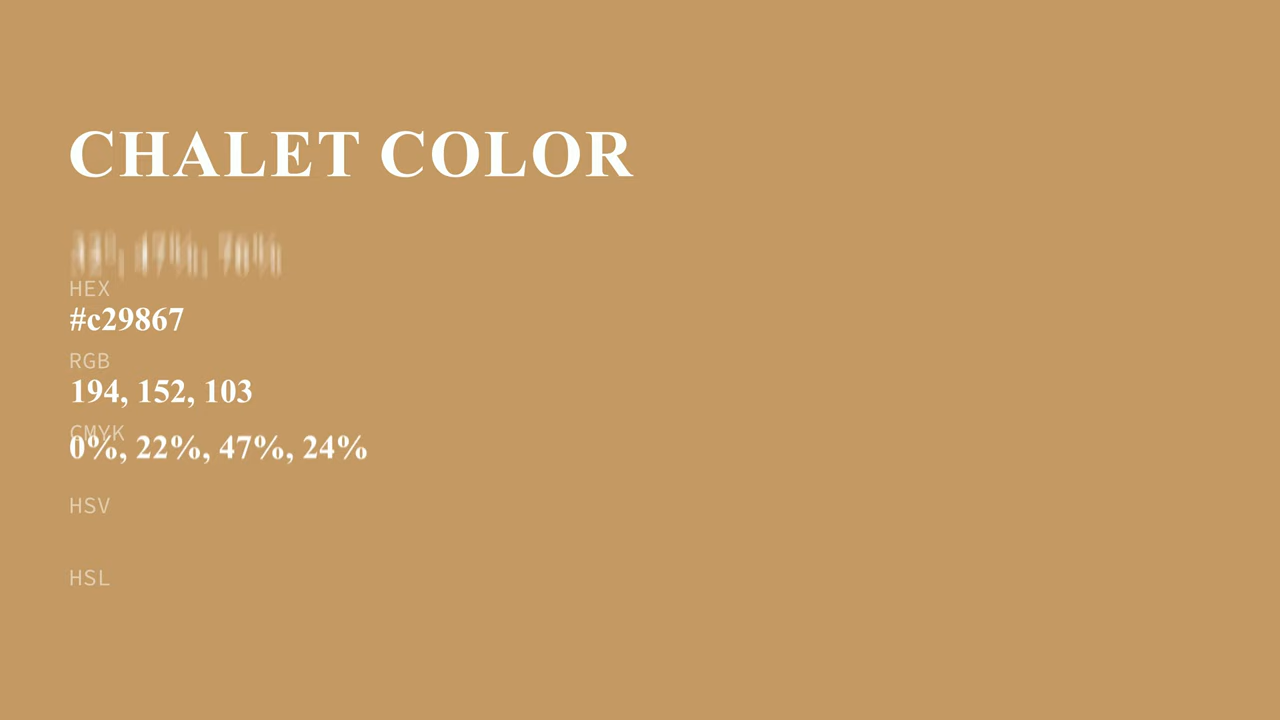 CHALET COLOR
HEX
#c29867
RGB
194, 152, 103
CMYK
0%, 22%, 47%, 24%
HSV
HSL